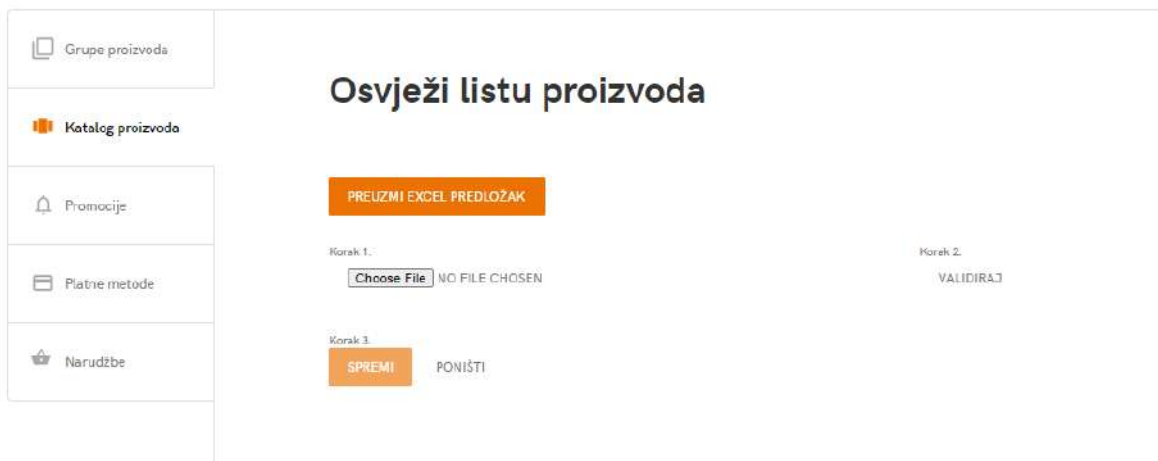 Grupe proizvoda
Katalog proizvoda
Promocije
Platne metode
Narudžbe
Osvježi listu proizvoda
PREUZMI EXCEL PREDLOŽAK
Korak 1.
Choose File NO FILE CHOSEN
Korak 2.
VALIDIRAJ
Korak 3.
SPREMI PONIŠTI